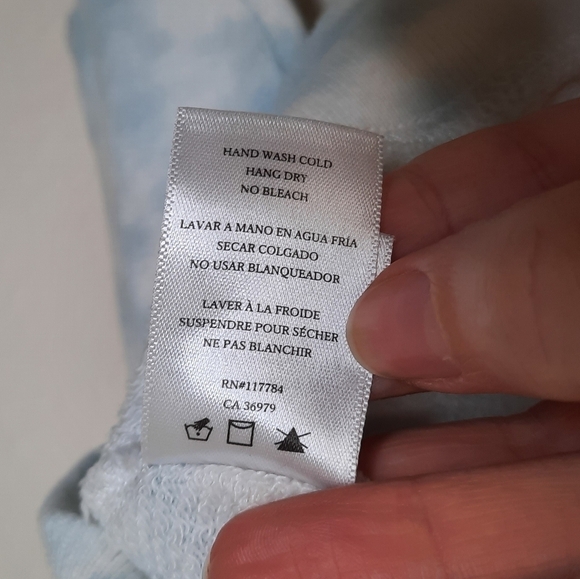 HAND WASH COLD
HANG DRY
NO BLEACH
LAVAR A MANO EN AGUA FRÍA
SECAR COLGADO
NO USAR BLANQUEADOR
LAVER À LA FROIDE
SUSPENDRE POUR SÉCHER
NE PAS BLANCHIR
RN#117784
CA 36979